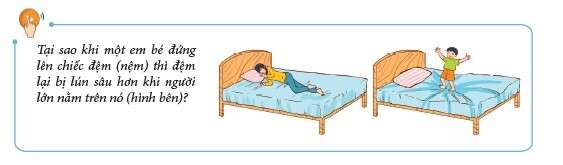 Tại sao khi một em bé đứng
lên chiếc đệm (nệm) thì đệm
lại bị lún sâu hơn khi người
lớn nằm trên nó (hình bên)?